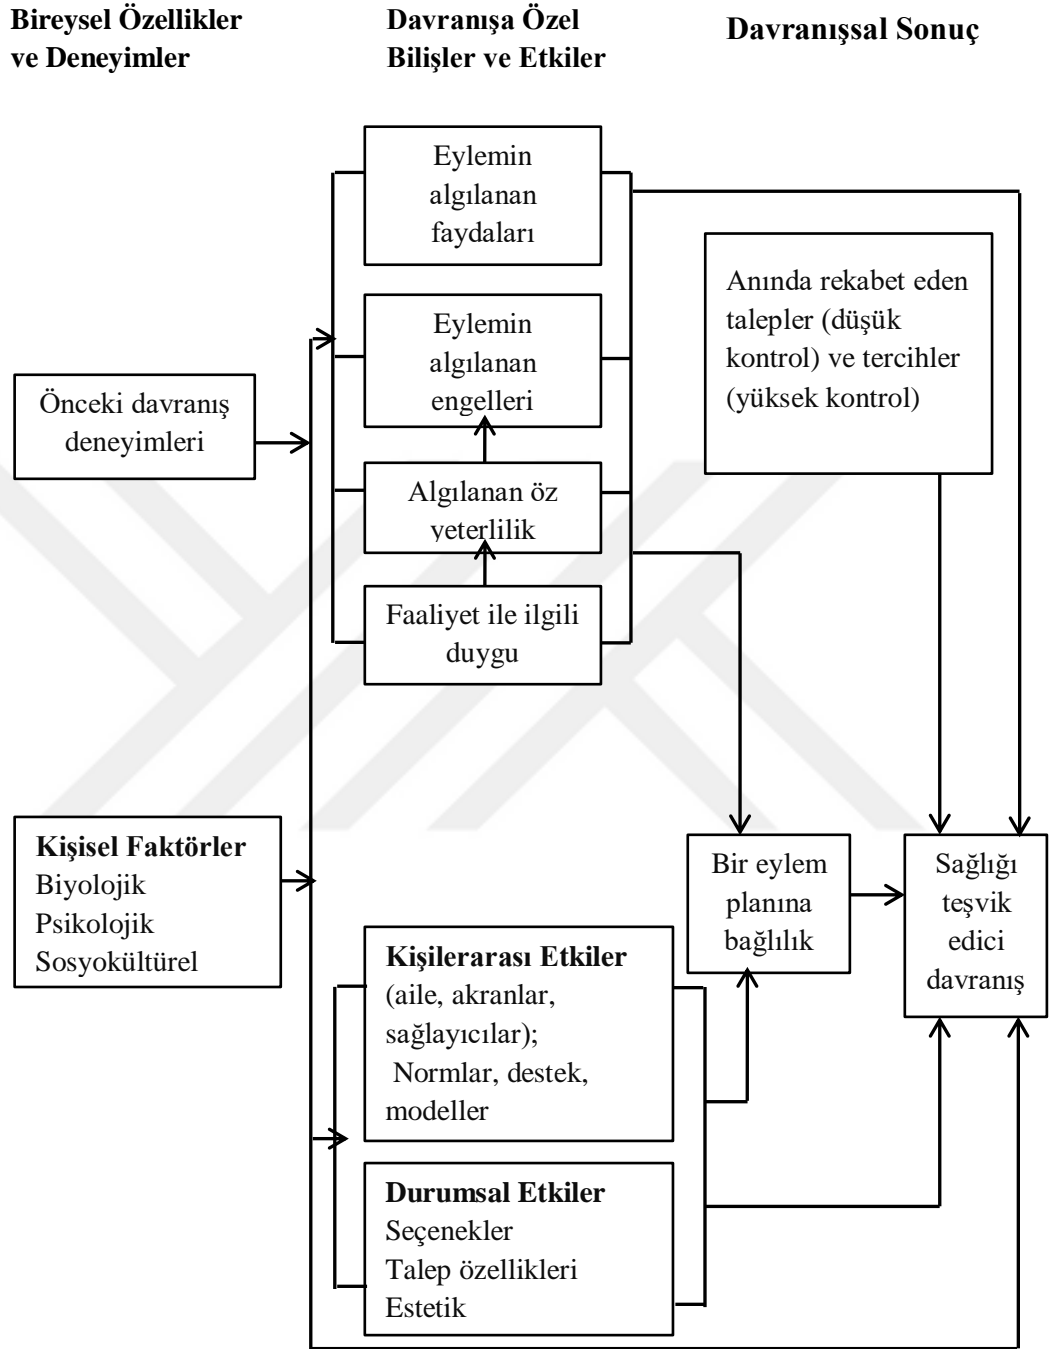 Bireysel Özellikler
ve Deneyimler
Davranışa Özel
Bilişler ve Etkiler
Davranışsal Sonuç
Eylemin
algılanan
faydaları
Eylemin
algılanan
engelleri
Algılanan öz
yeterlilik
Faaliyet ile ilgili
duygu
Önceki davranış
deneyimleri
Anında rekabet eden
talepler (düşük
kontrol) ve tercihler
(yüksek kontrol)
Kişisel Faktörler
Biyolojik
Psikolojik
Sosyokültürel
Kişilerarası Etkiler
(aile, akranlar,
sağlayıcılar);
Normlar, destek,
modeller
Durumsal Etkiler
Seçenekler
Talep özellikleri
Estetik
Bir eylem
planına
bağlılık
Sağlığı
teşvik
edici
davranış